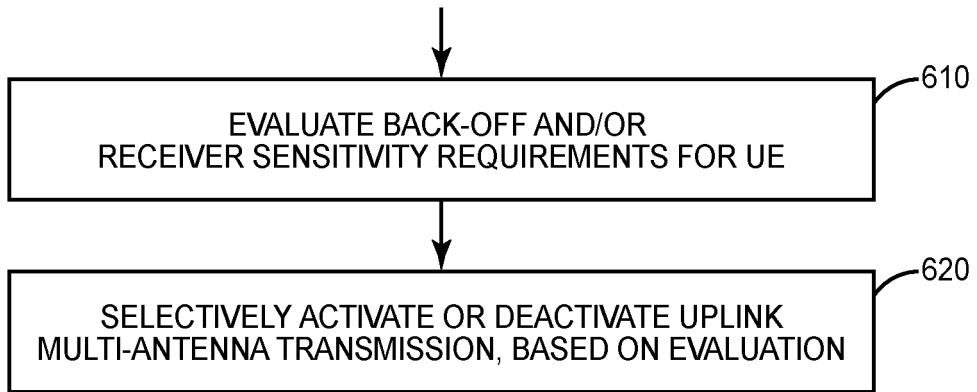 610
EVALUATE BACK-OFF AND/OR
RECEIVER SENSITIVITY REQUIREMENTS FOR UE
620
SELECTIVELY ACTIVATE OR DEACTIVATE UPLINK
MULTI-ANTENNA TRANSMISSION, BASED ON EVALUATION